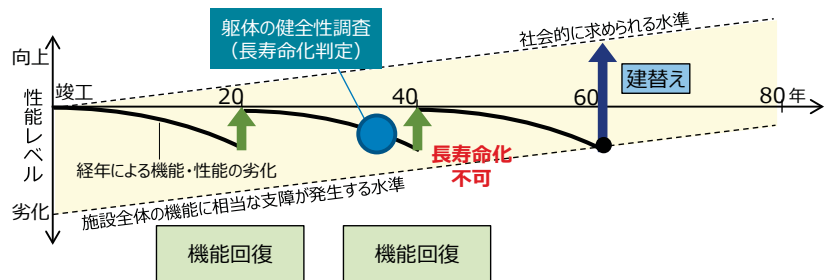 躯体の健全性調査
（長寿命化判定）
社会的に求められる水準
向上
竣工
20
40
60
80 年
建替え
性能レベル
経年による機能・性能の劣化
長寿命化
不可
劣化
施設全体の機能に相当な支障が発生する水準
機能回復
機能回復